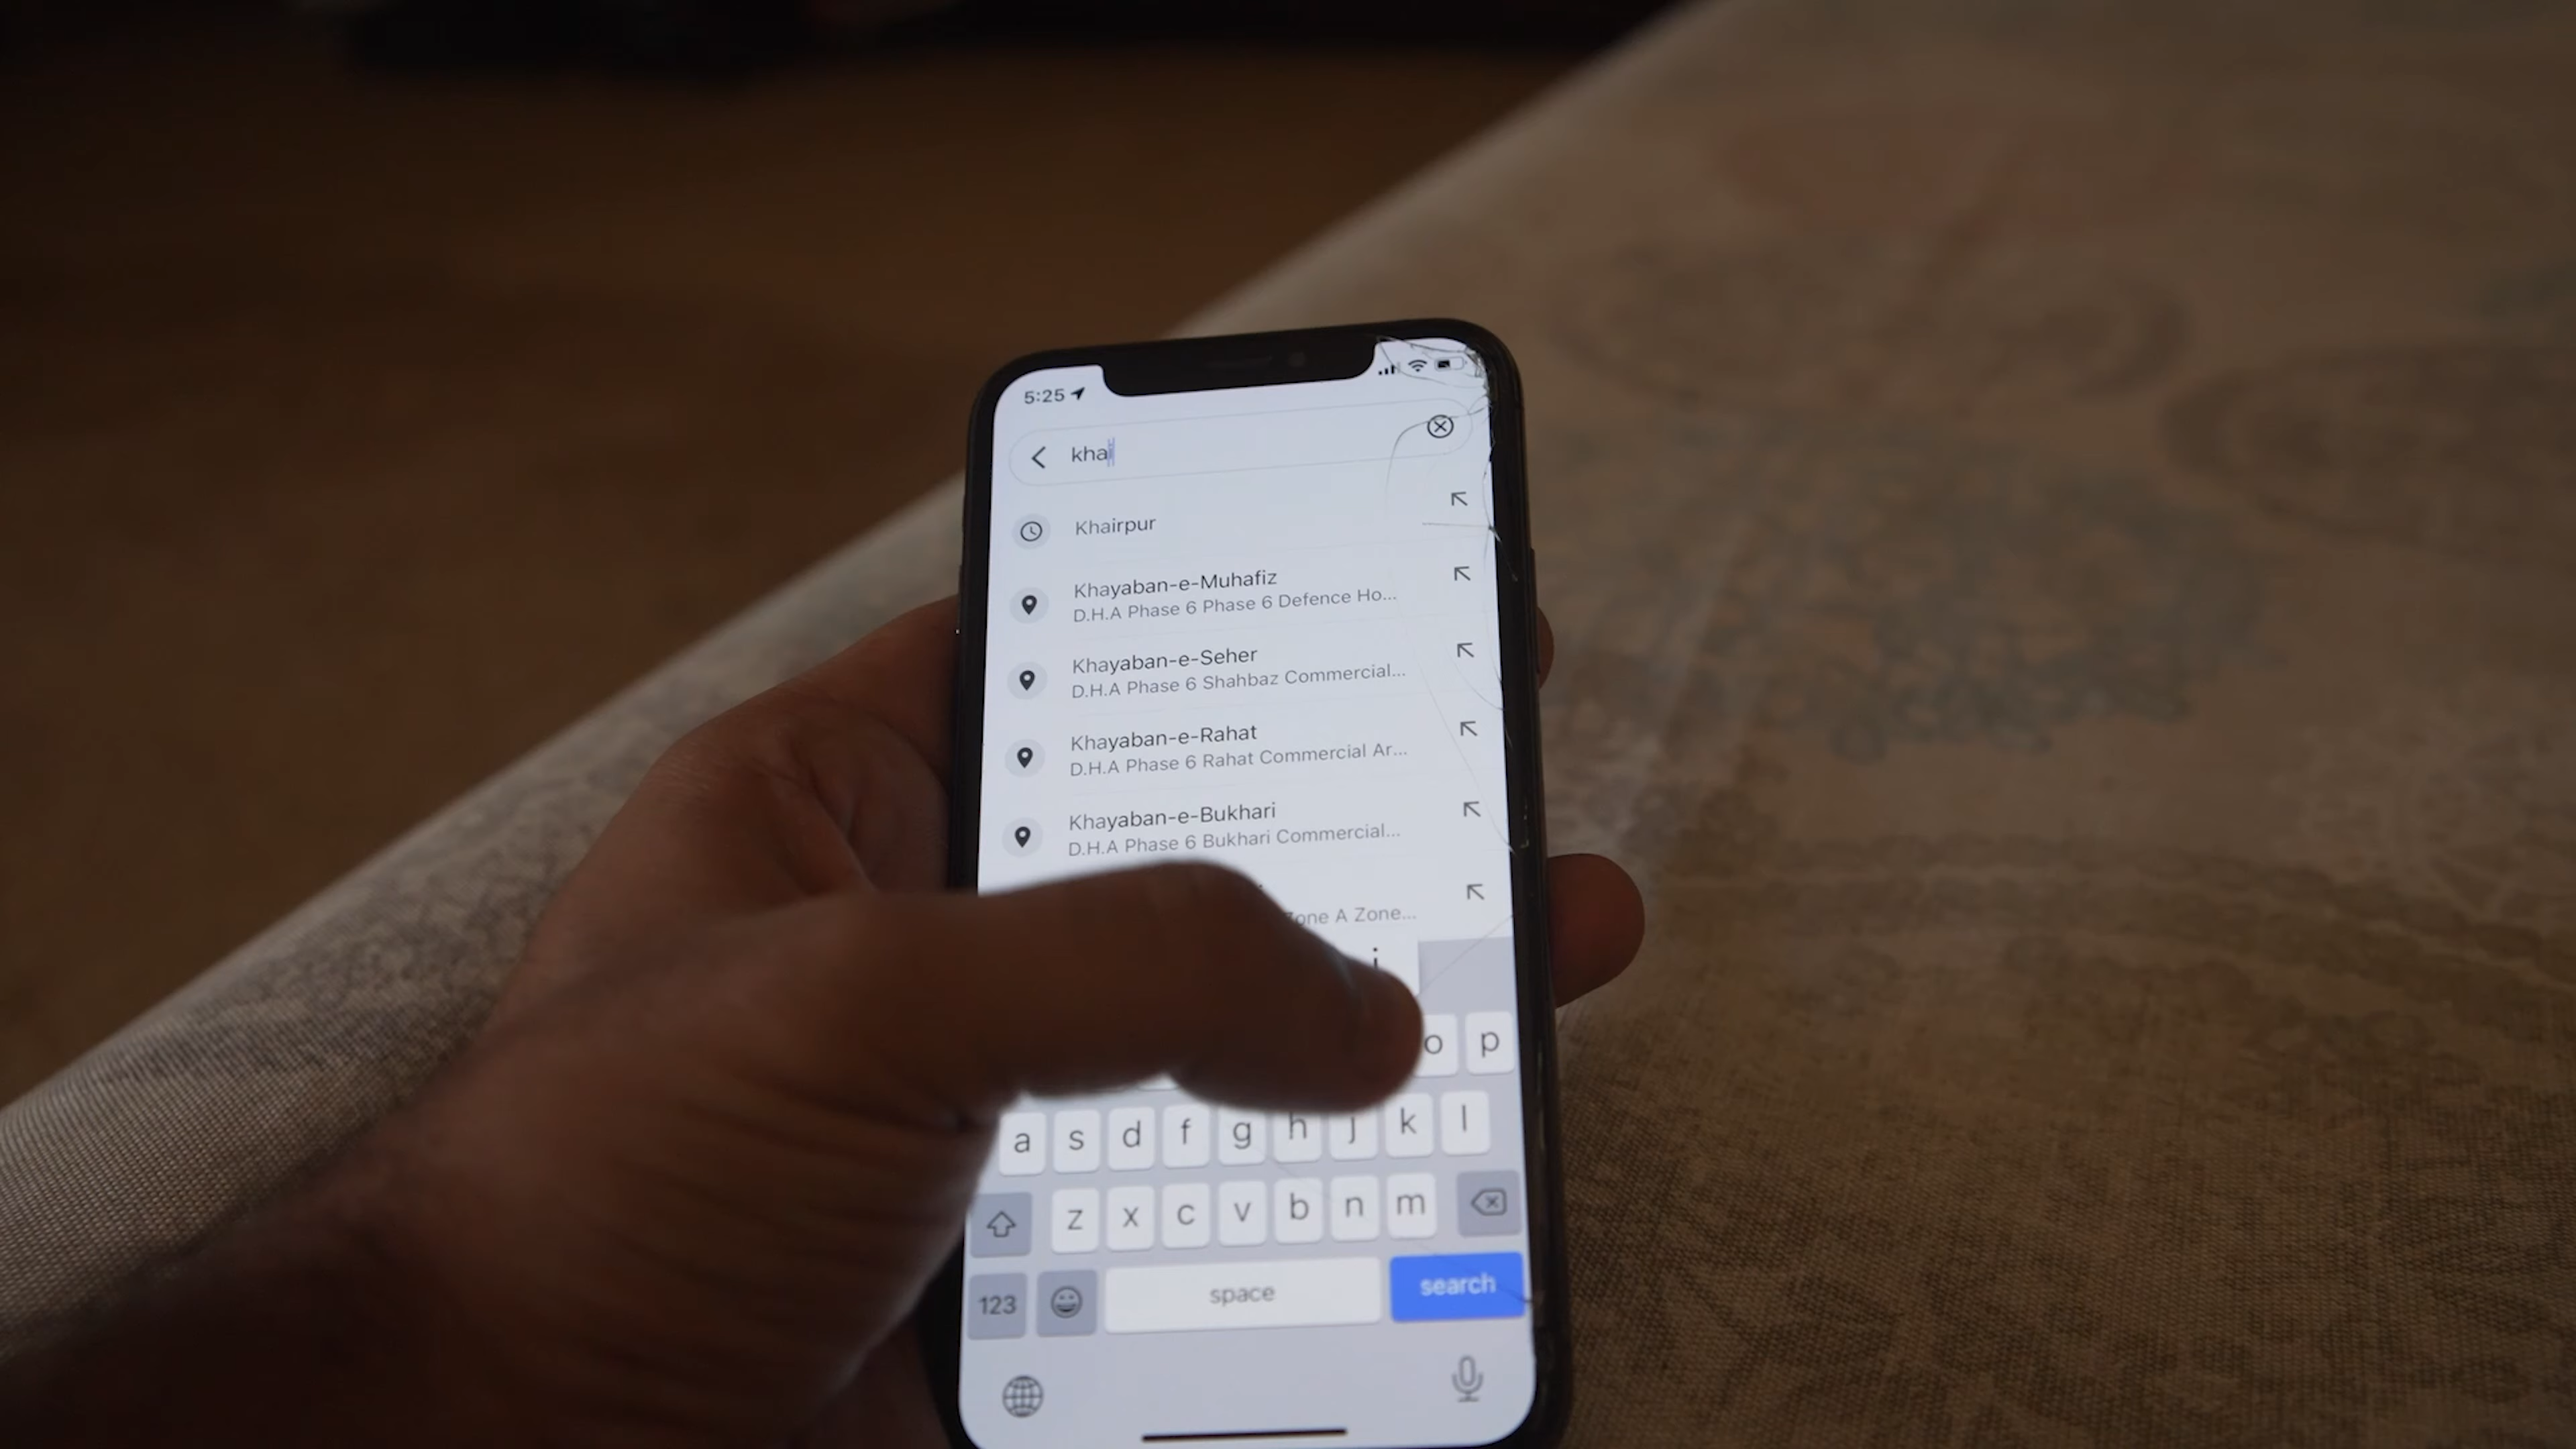 5:25
kha
Khairpur
Khayaban-e-Muhafiz
D.H.A Phase 6 Phase 6 Defence Ho...
Khayaban-e-Seher
D.H.A Phase 6 Shahbaz Commercial...
Khayaban-e-Rahat
D.H.A Phase 6 Rahat Commercial Ar...
Khayaban-e-Bukhari
D.H.A Phase 6 Bukhari Commercial...
Zone A Zone...
i
o p
a s d f g h j k l
z x c v b n m
123 space search